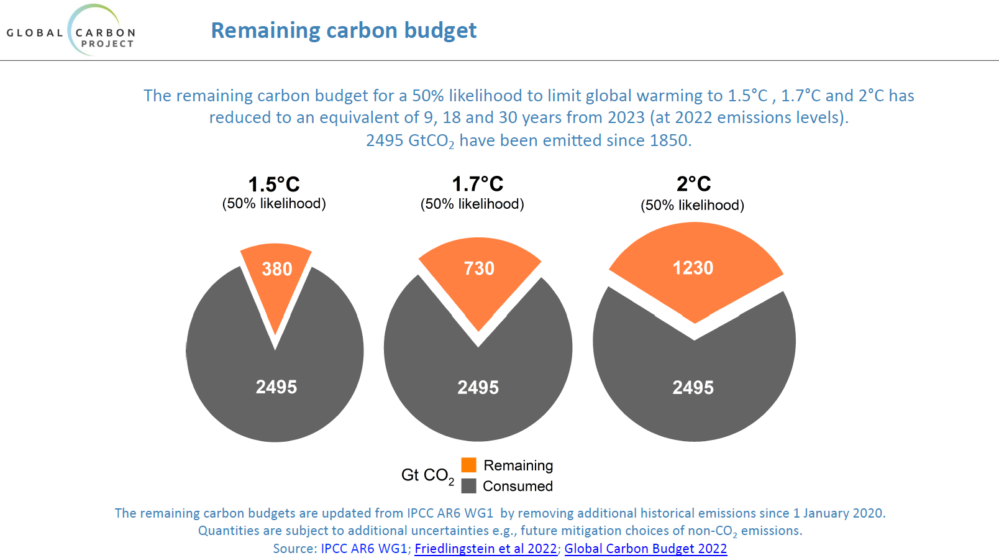 GLOBAL CARBON
PROJECT
Remaining carbon budget
The remaining carbon budget for a 50% likelihood to limit global warming to 1.5°C , 1.7°C and 2°C has
reduced to an equivalent of 9, 18 and 30 years from 2023 (at 2022 emissions levels).
2495 GtCO₂ have been emitted since 1850.
1.5°C
(50% likelihood)
380
2495
1.7°C
(50% likelihood)
730
2495
2°C
(50% likelihood)
1230
2495
Gt CO₂
Remaining
Consumed
The remaining carbon budgets are updated from IPCC AR6 WG1 by removing additional historical emissions since 1 January 2020.
Quantities are subject to additional uncertainties e.g., future mitigation choices of non-CO₂ emissions.
Source: IPCC AR6 WG1; Friedlingstein et al 2022; Global Carbon Budget 2022